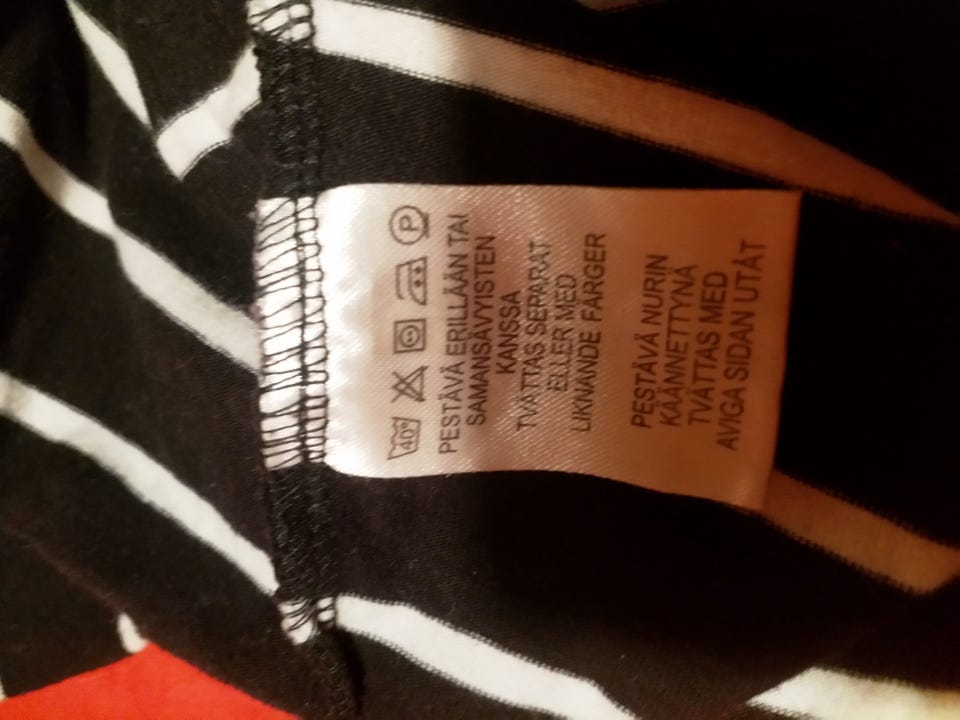 40° P
PESTÄVÄ ERILLÄÄN TAI
SAMANSÄVYISTEN
KANSSA
TVÄTTAS SEPARAT
ELLER MED
LIKNANDE FÄRGER
PESTÄVÄ NURIN
KÄÄNNETTYNÄ
TVÄTTAS MED
AVIGA SIDAN UTÅT